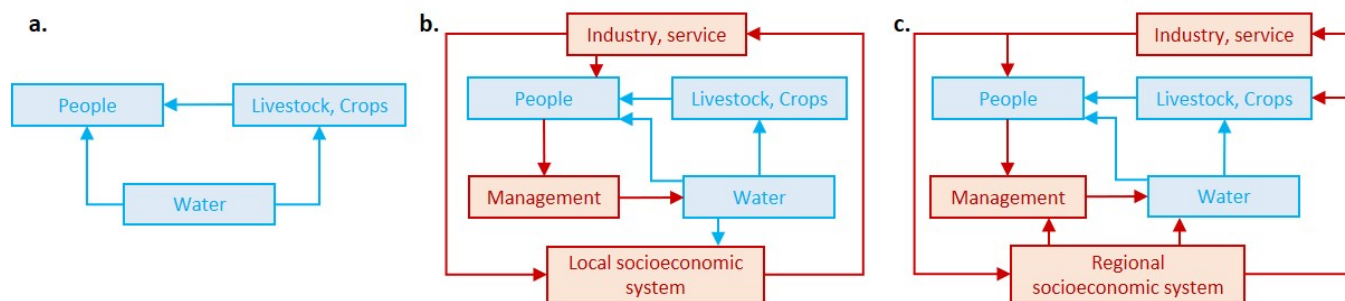 a.
People
Livestock, Crops
Water
b.
Industry, service
People
Livestock, Crops
Management
Water
Local socioeconomic
system
c.
Industry, service
People
Livestock, Crops
Management
Water
Regional
socioeconomic system